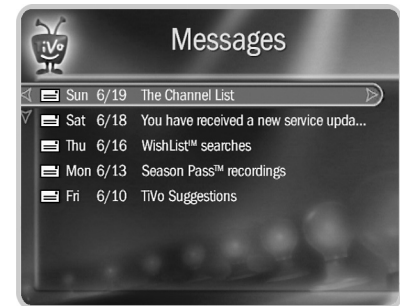 TiVo
Messages
Sun 6/19 The Channel List
Sat 6/18 You have received a new service upda...
Thu 6/16 WishList™ searches
Mon 6/13 Season Pass™ recordings
Fri 6/10 TiVo Suggestions